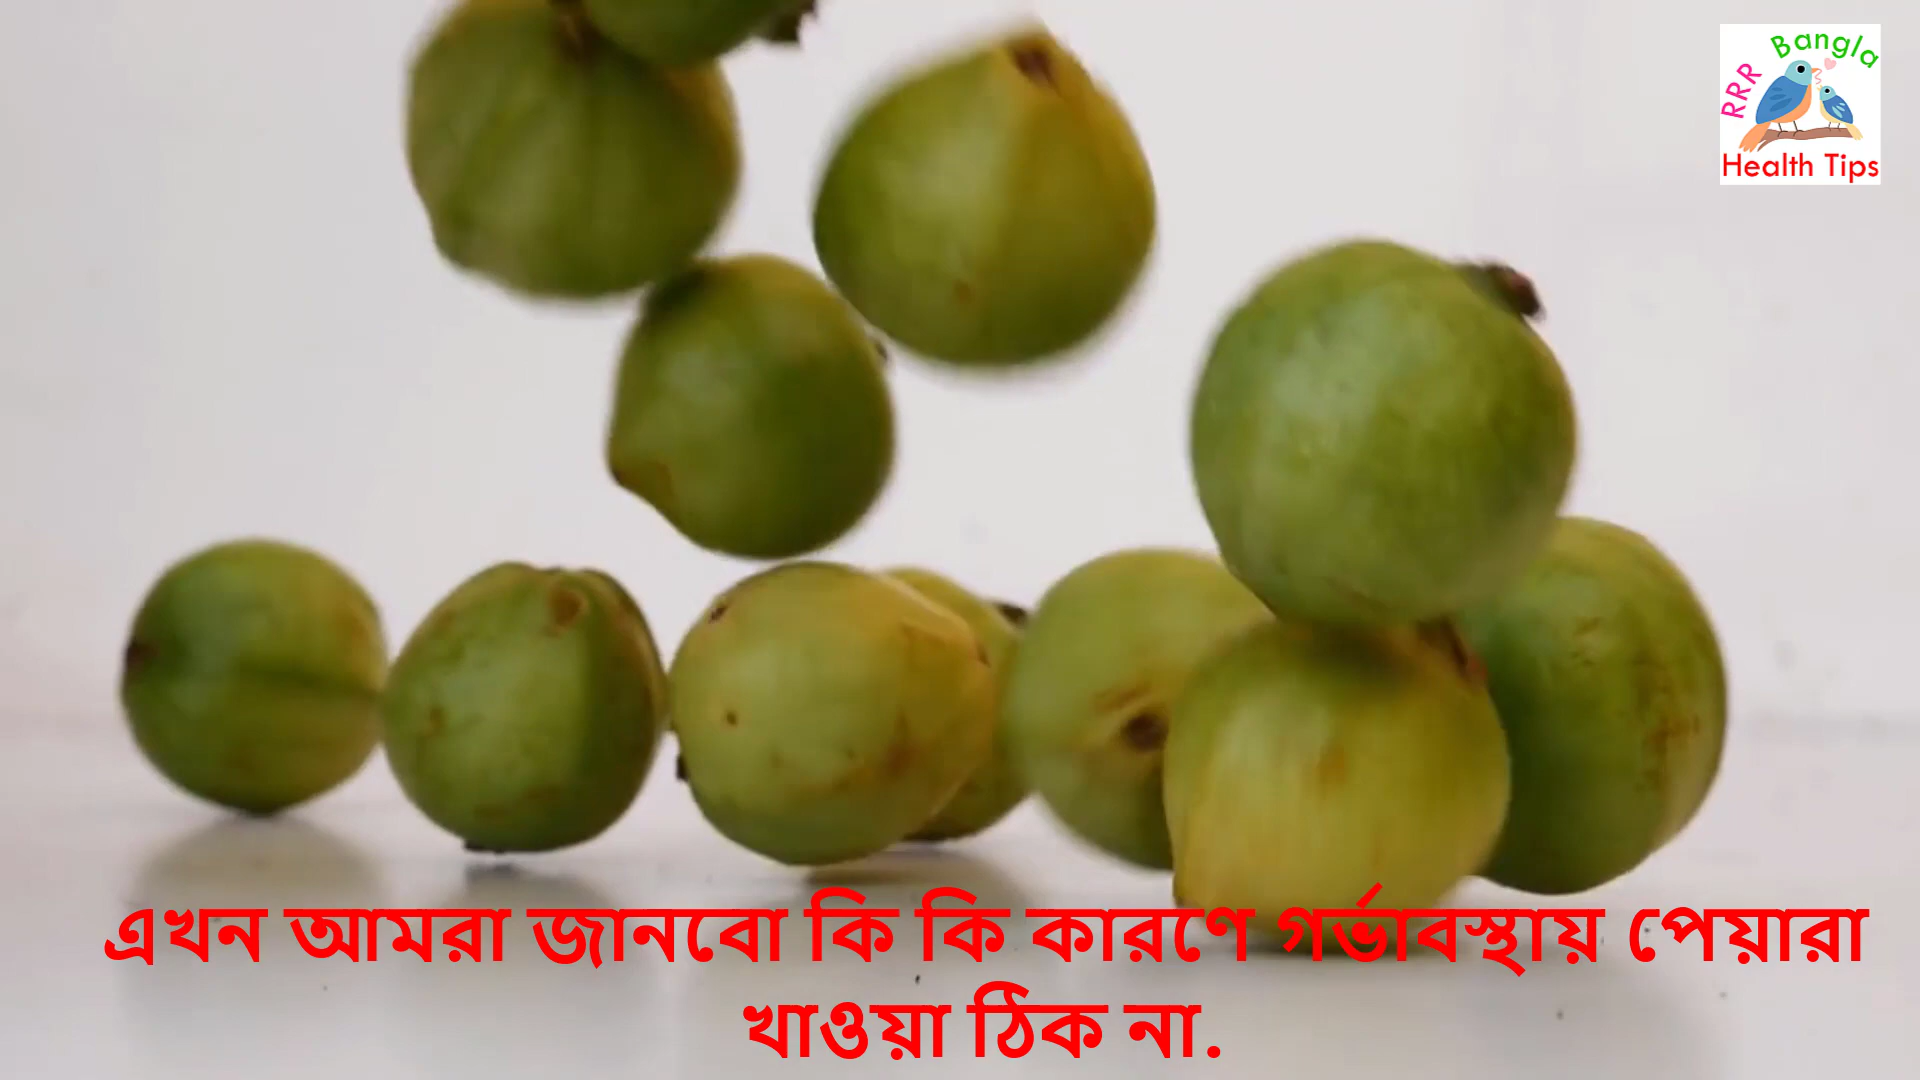 RRR Bangla
Health Tips
এখন আমরা জানবো কি কি কারণে গর্ভাবস্থায় পেয়ারা
খাওয়া ঠিক না.